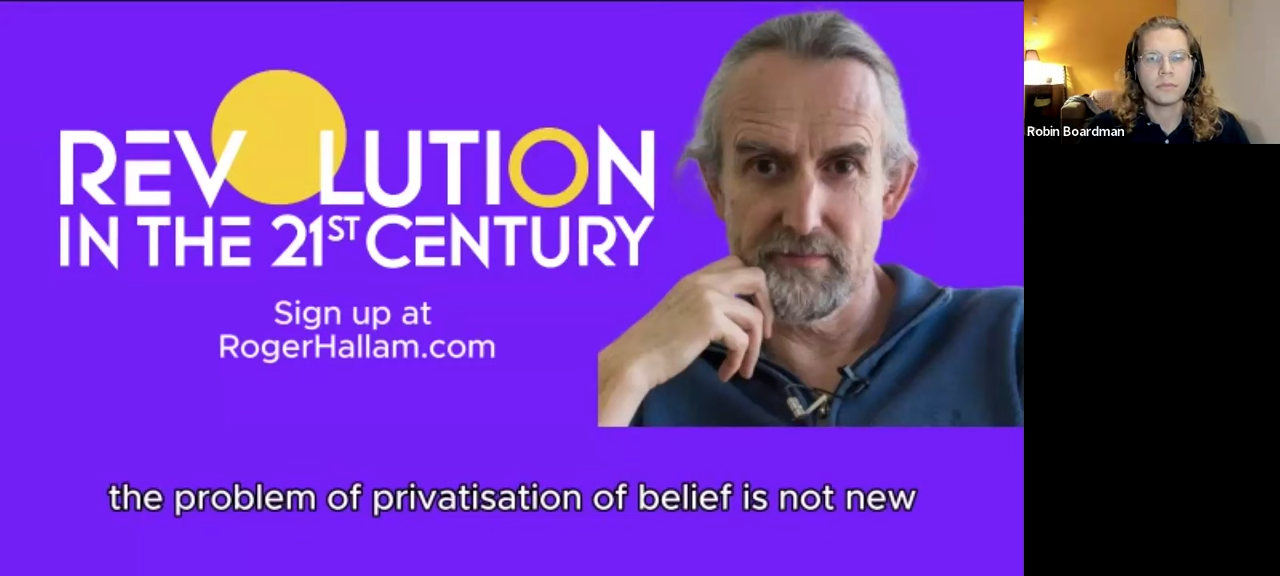 REVOLUTION
IN THE 21ST CENTURY
Sign up at
RogerHallam.com
the problem of privatisation of belief is not new
Robin Boardman